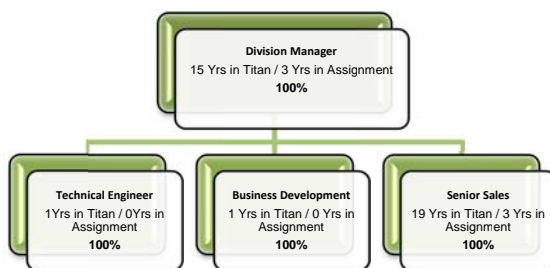 Division Manager
15 Yrs in Titan / 3 Yrs in Assignment
100%
Technical Engineer
1Yrs in Titan / 0Yrs in
Assignment
100%
Business Development
1 Yrs in Titan / 0 Yrs in
Assignment
100%
Senior Sales
19 Yrs in Titan / 3 Yrs in
Assignment
100%